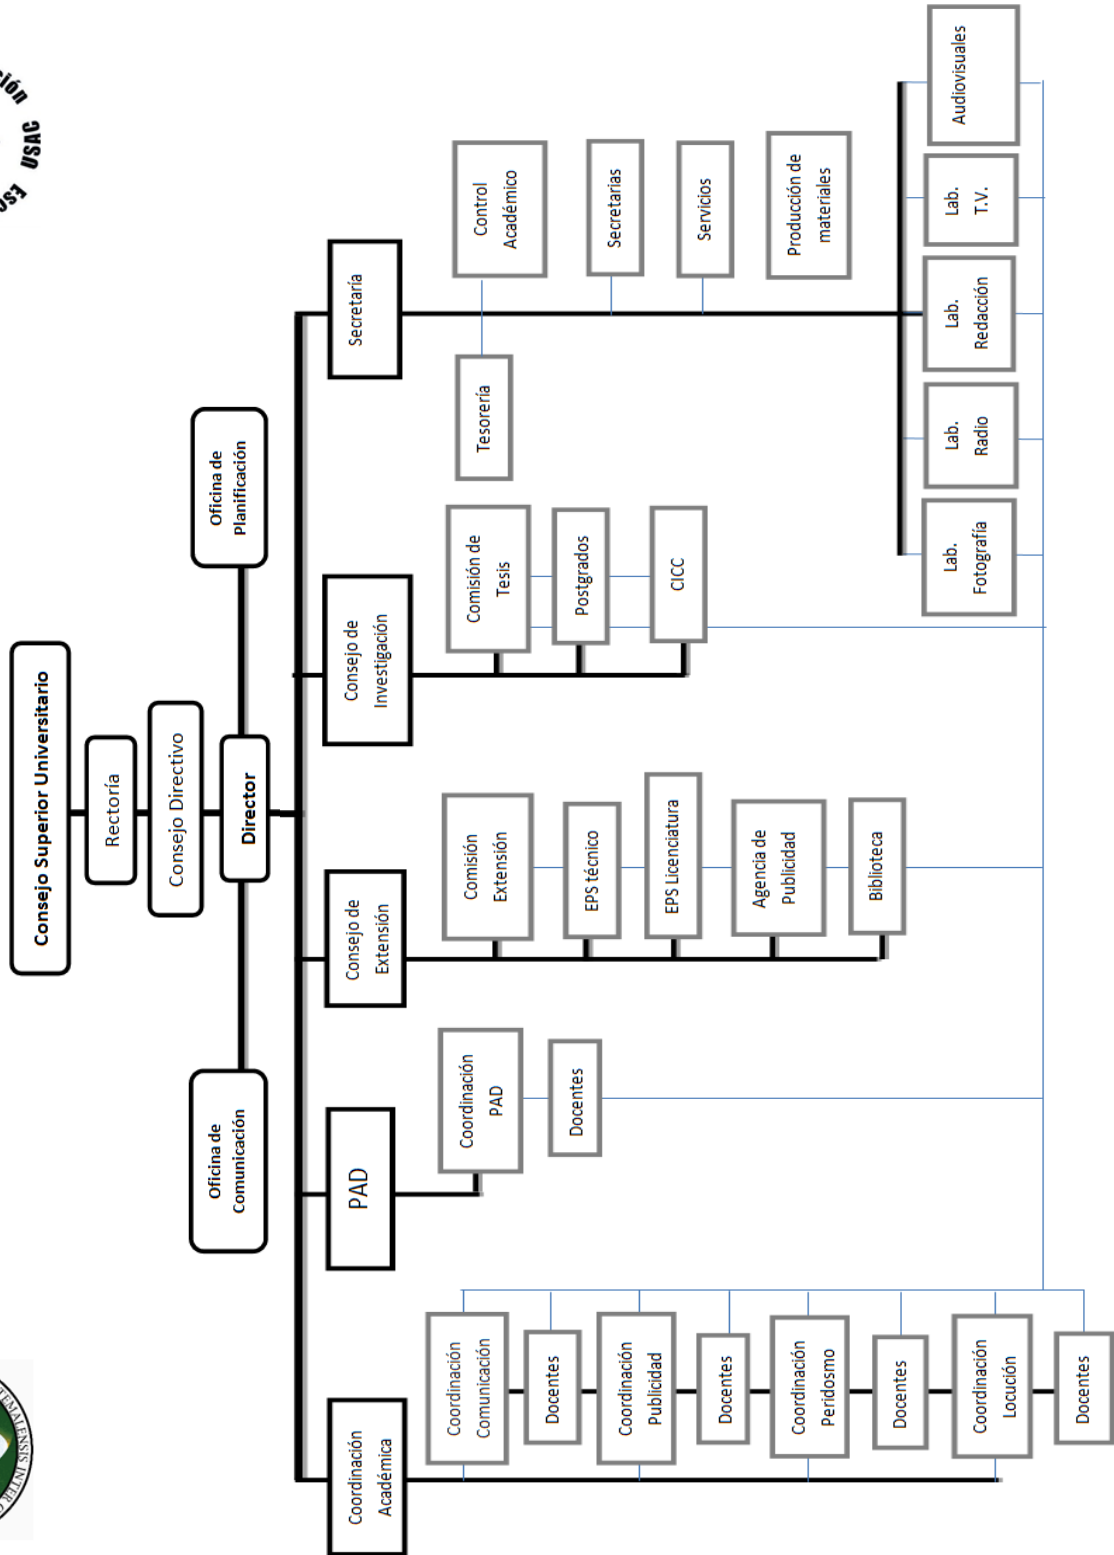 Consejo Superior Universitario
Rectoría
Consejo Directivo
Director
Oficina de
Comunicación
Oficina de
Planificación
Coordinación
Académica
PAD
Consejo de
Extensión
Consejo de
Investigación
Secretaría
Coordinación
Comunicación
Docentes
Coordinación
Publicidad
Docentes
Coordinación
Peridosmo
Docentes
Coordinación
Locución
Docentes
Coordinación
PAD
Docentes
Comisión
Extensión
EPS técnico
EPS Licenciatura
Agencia de
Publicidad
Biblioteca
Comisión de
Tesis
Postgrados
CICC
Tesorería
Control
Académico
Secretarias
Servicios
Producción de
materiales
Lab.
Fotografía
Lab.
Radio
Lab.
Redacción
Lab.
T.V.
Audiovisuales
USAC
INTER